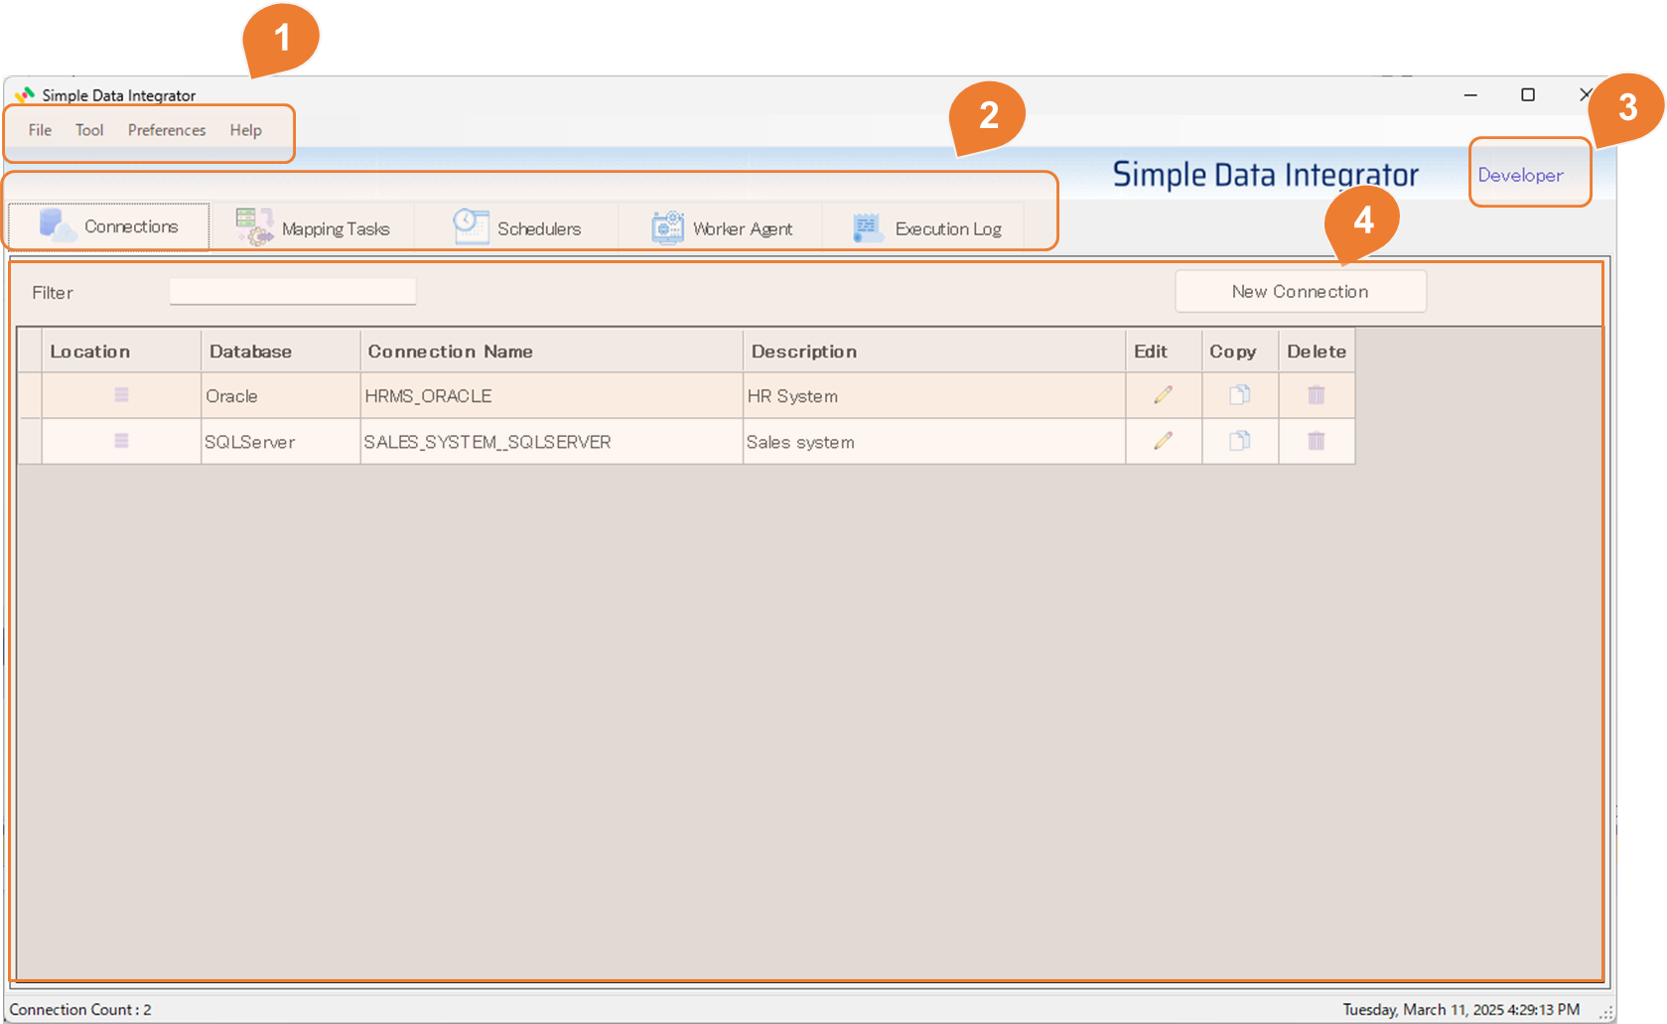 1
2
3
Simple Data Integrator
File Tool Preferences Help
Simple Data Integrator Developer
4
Connections Mapping Tasks Schedulers Worker Agent Execution Log
Filter New Connection
Location Database Connection Name Description Edit Copy Delete
Oracle HRMS_ORACLE HR System
SQLServer SALES_SYSTEM_SQLSERVER Sales system
Connection Count : 2 Tuesday, March 11, 2025 4:29:13 PM